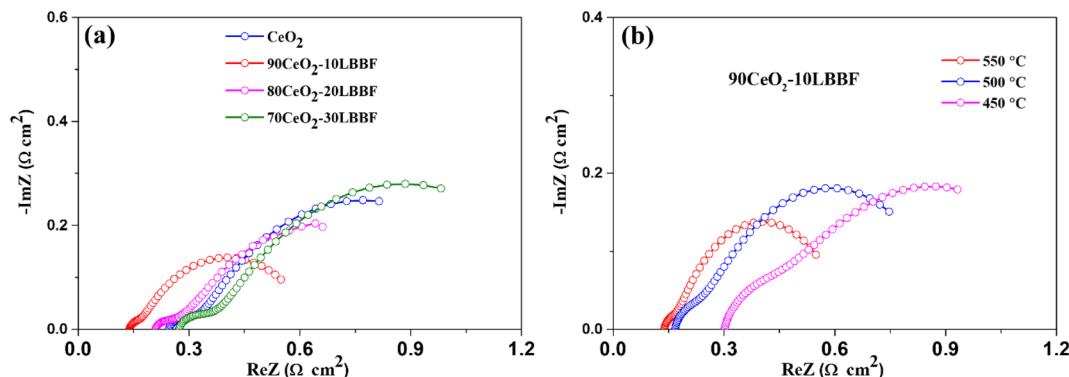 (a)
CeO2
90CeO2-10LBBF
80CeO2-20LBBF
70CeO2-30LBBF
0.6
0.4
0.2
0.0
-ImZ (Ω cm2)
0.0 0.3 0.6 0.9 1.2
ReZ (Ω cm2)
(b)
550 °C
500 °C
450 °C
90CeO2-10LBBF
0.4
0.2
0.0
-ImZ (Ω cm2)
0.0 0.3 0.6 0.9 1.2
ReZ (Ω cm2)